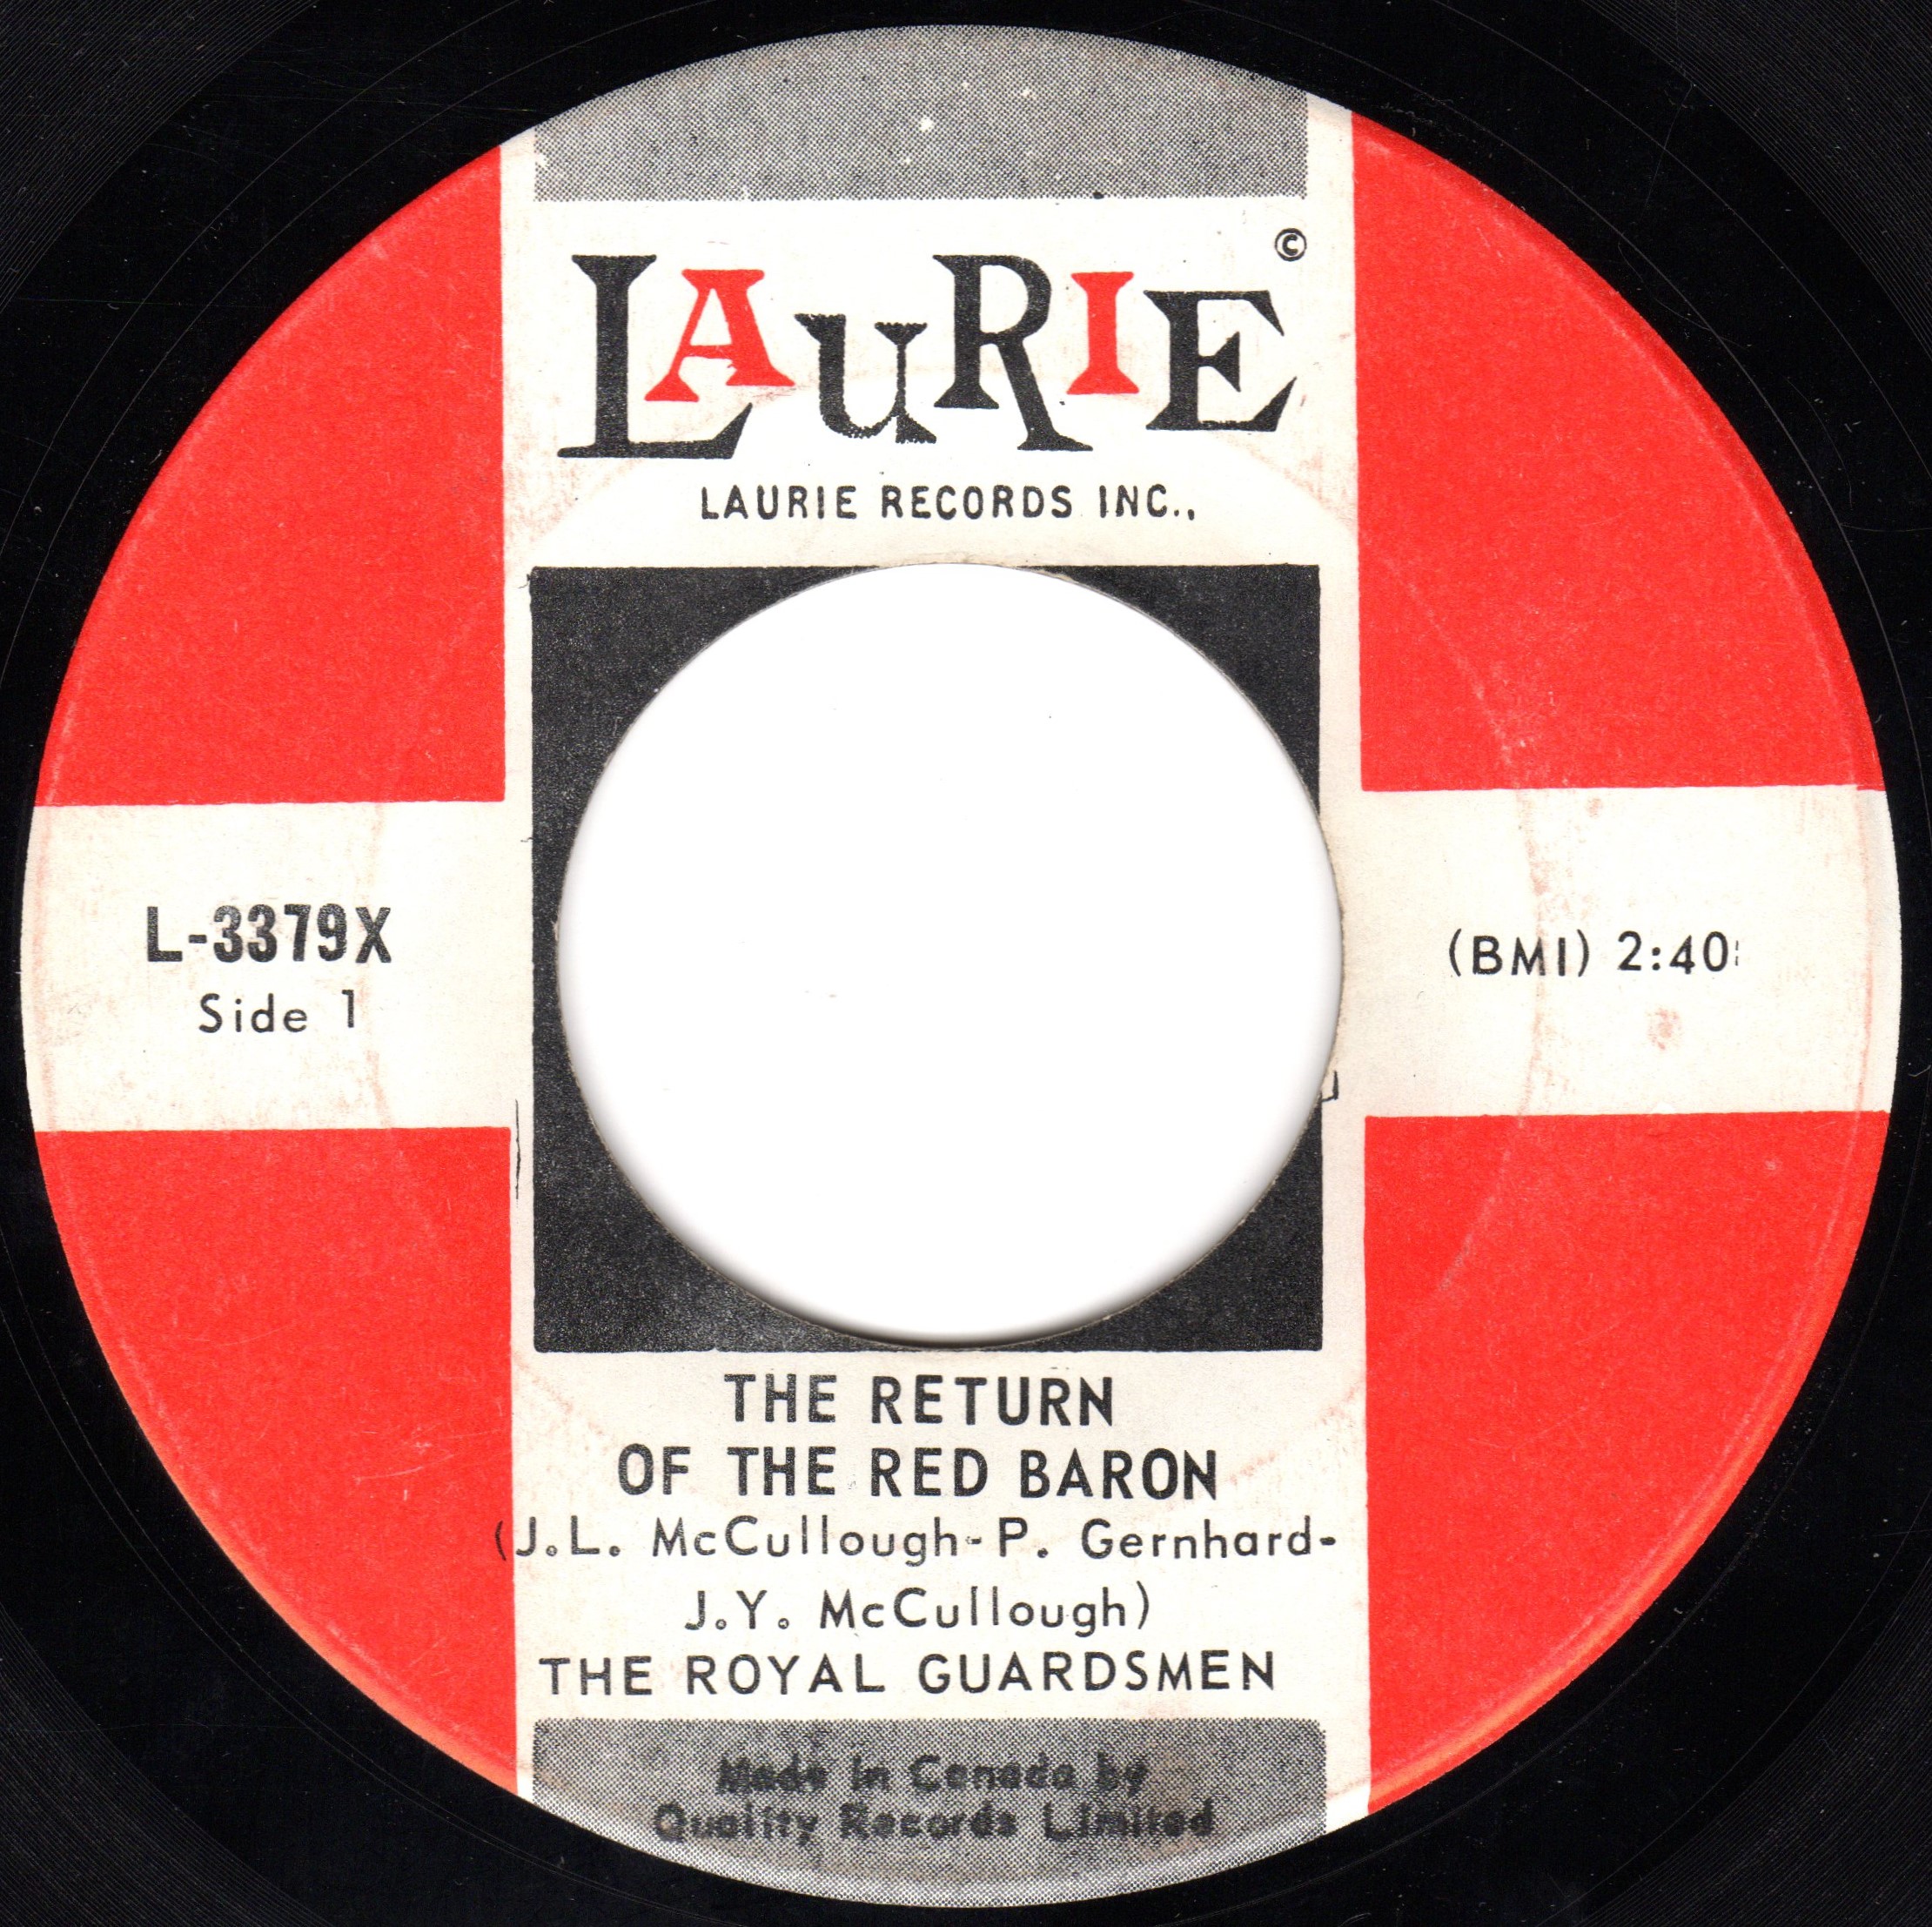 LAURIE ©
LAURIE RECORDS INC.,
L-3379X
Side 1
(BMI) 2:40
THE RETURN
OF THE RED BARON
(J.L. McCullough-P. Gernhard-
J.Y. McCullough)
THE ROYAL GUARDSMEN
Made in Canada by
Quality Records Limited